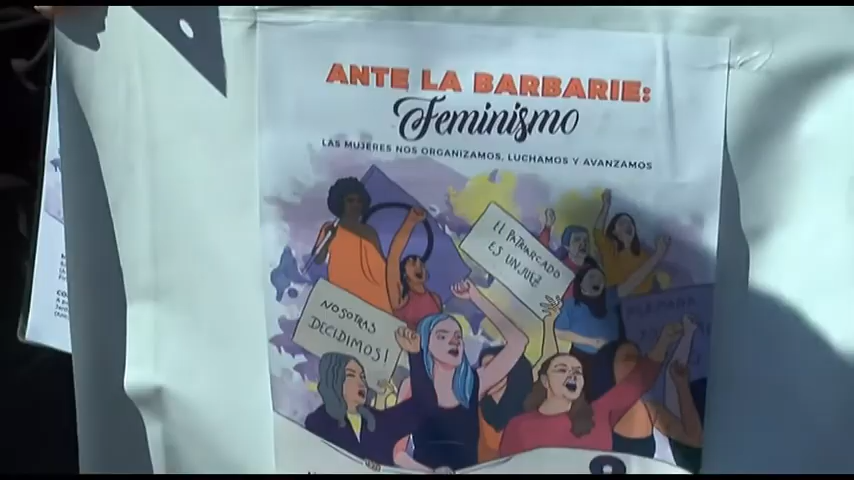 ANTE LA BARBARIE:
Feminismo
LAS MUJERES NOS ORGANIZAMOS, LUCHAMOS Y AVANZAMOS
El PATRIARCADO
ES UN JUEZ
NOSOTRAS
DECIDIMOS!